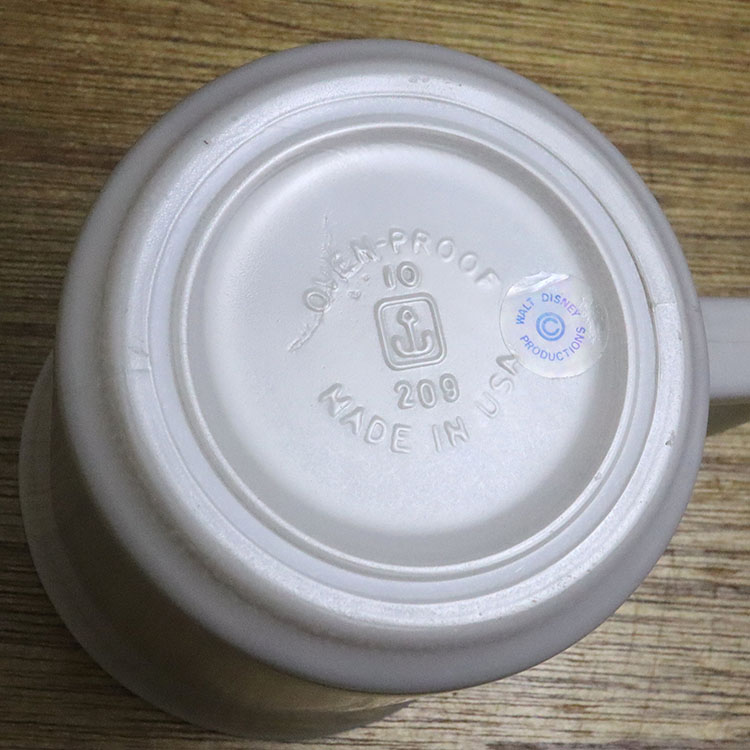 OVEN-PROOF
10
209
MADE IN USA
WALT DISNEY
©
PRODUCTIONS